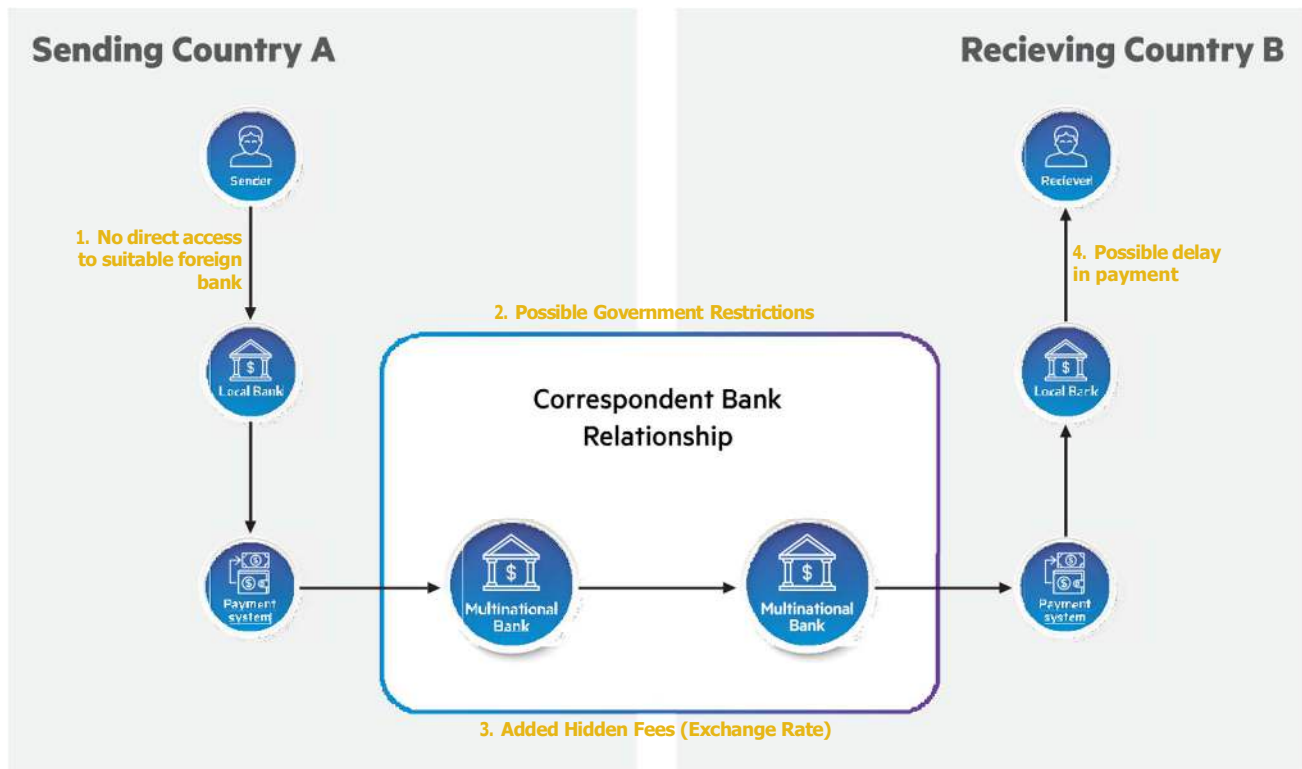 Sending Country A
Recieving Country B
Sender
Reciever
1. No direct access
to suitable foreign
bank
4. Possible delay
in payment
2. Possible Government Restrictions
Local Bank
Local Bank
Correspondent Bank
Relationship
Payment
system
Multinational
Bank
Multinational
Bank
Payment
system
3. Added Hidden Fees (Exchange Rate)